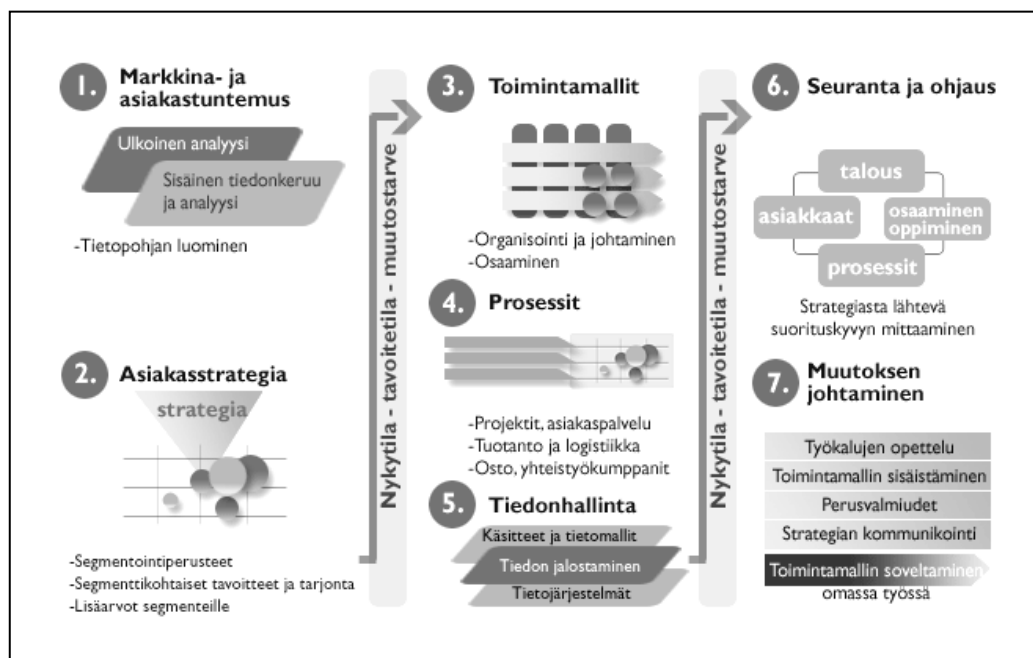 1.
Markkina- ja
asiakastuntemus
Ulkoinen analyysi
Sisäinen tiedonkeruu
ja analyysi
-Tietopohjan luominen
2.
Asiakasstrategia
strategia
-Segmentointiperusteet
-Segmenttikohtaiset tavoitteet ja tarjonta
-Lisäarvot segmenteille
Nykytila - tavoitetila - muutostarve
3.
Toimintamallit
-Organisointi ja johtaminen
-Osaaminen
4.
Prosessit
-Projektit, asiakaspalvelu
-Tuotanto ja logistiikka
-Osto, yhteistyökumppanit
5.
Tiedonhallinta
Käsitteet ja tietomallit
Tiedon jalostaminen
Tietojärjestelmät
Nykytila - tavoitetila - muutostarve
6.
Seuranta ja ohjaus
talous
asiakkaat
osaaminen
oppiminen
prosessit
Strategiasta lähtevä
suorituskyvyn mittaaminen
7.
Muutoksen
johtaminen
Työkalujen opettelu
Toimintamallin sisäistäminen
Perusvalmiudet
Strategian kommunikointi
Toimintamallin soveltaminen
omassa työssä